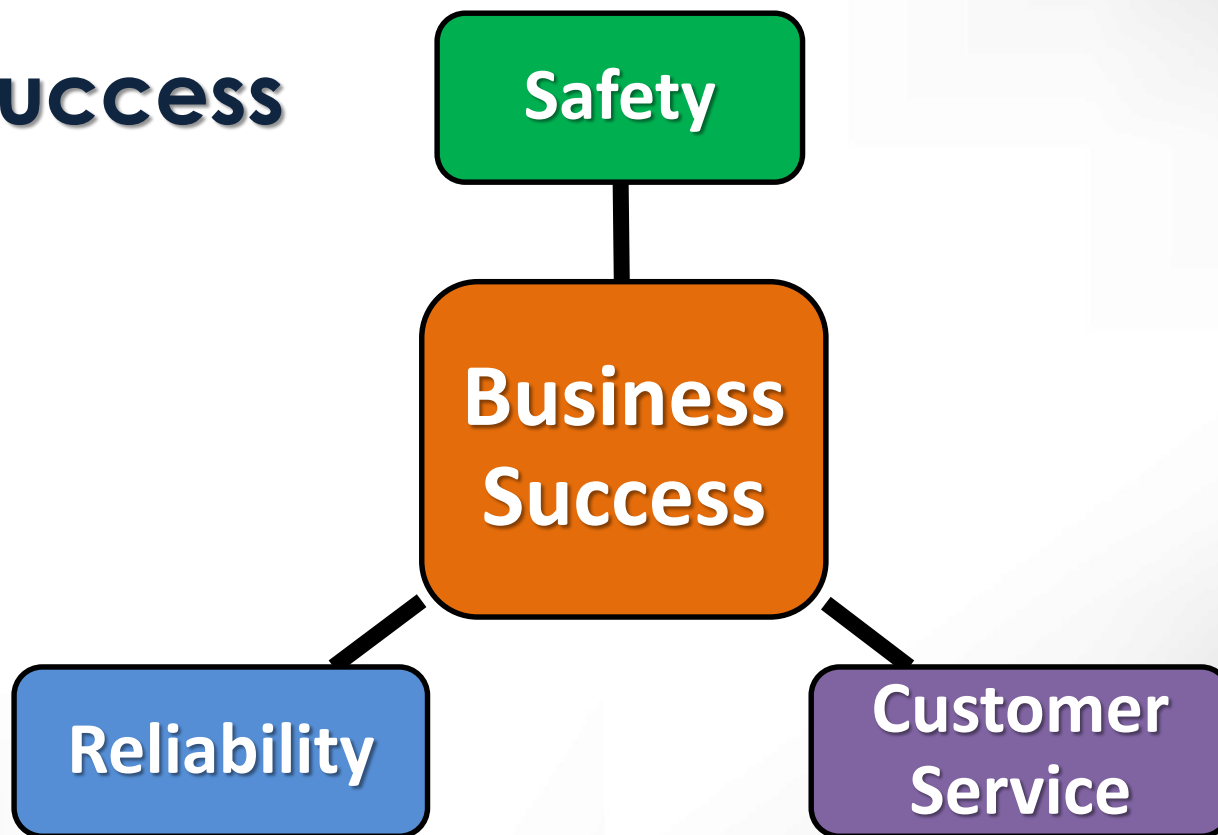 uccess
Safety
Business
Success
Reliability
Customer
Service